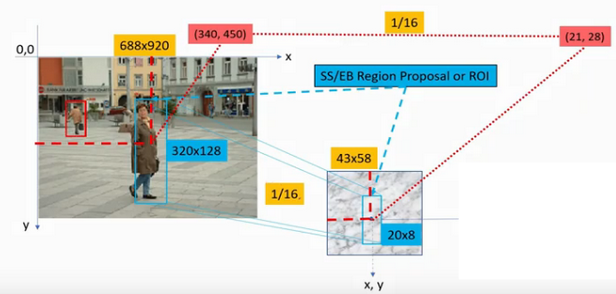 1/16
(340, 450)
(21, 28)
688x920
0,0
x
SS/EB Region Proposal or ROI
320x128
43x58
1/16,
y
20x8
x, y